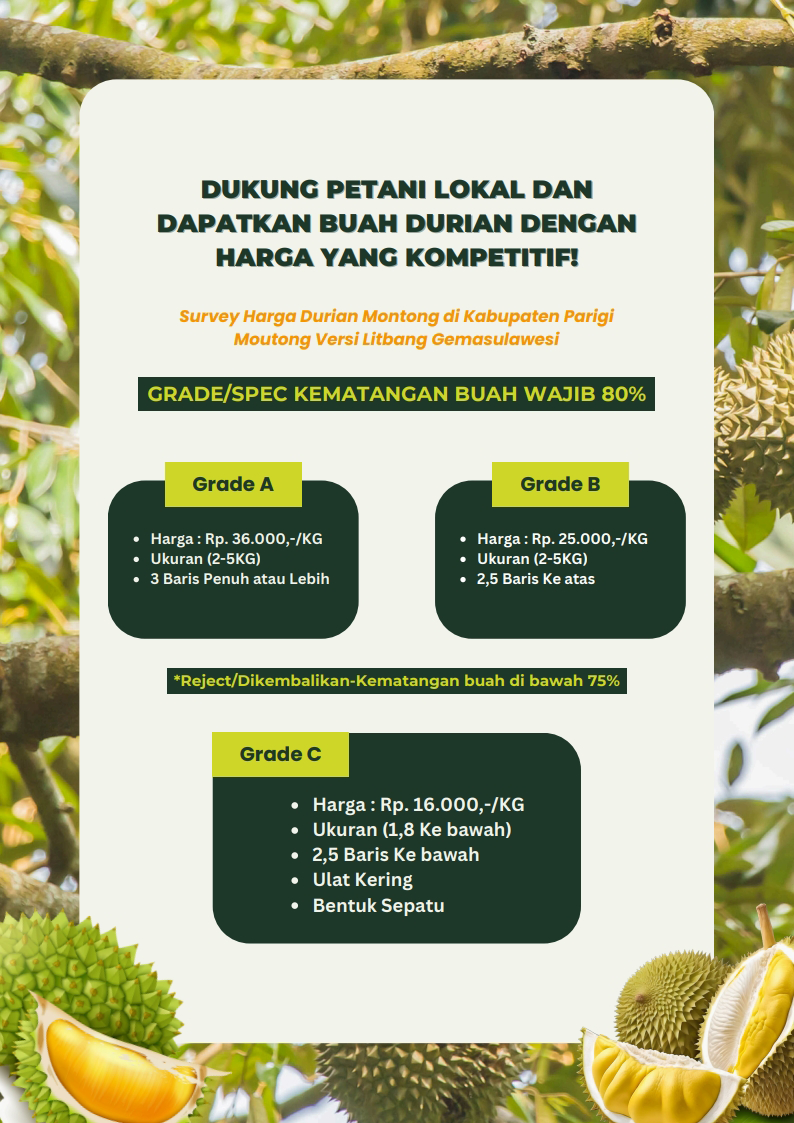 DUKUNG PETANI LOKAL DAN
DAPATKAN BUAH DURIAN DENGAN
HARGA YANG KOMPETITIF!
Survey Harga Durian Montong di Kabupaten Parigi
Moutong Versi Litbang Gemasulawesi
GRADE/SPEC KEMATANGAN BUAH WAJIB 80%
Grade A
• Harga : Rp. 36.000,-/KG
• Ukuran (2-5KG)
• 3 Baris Penuh atau Lebih
Grade B
• Harga : Rp. 25.000,-/KG
• Ukuran (2-5KG)
• 2,5 Baris Ke atas
*Reject/Dikembalikan-Kematangan buah di bawah 75%
Grade C
• Harga : Rp. 16.000,-/KG
• Ukuran (1,8 Ke bawah)
• 2,5 Baris Ke bawah
• Ulat Kering
• Bentuk Sepatu